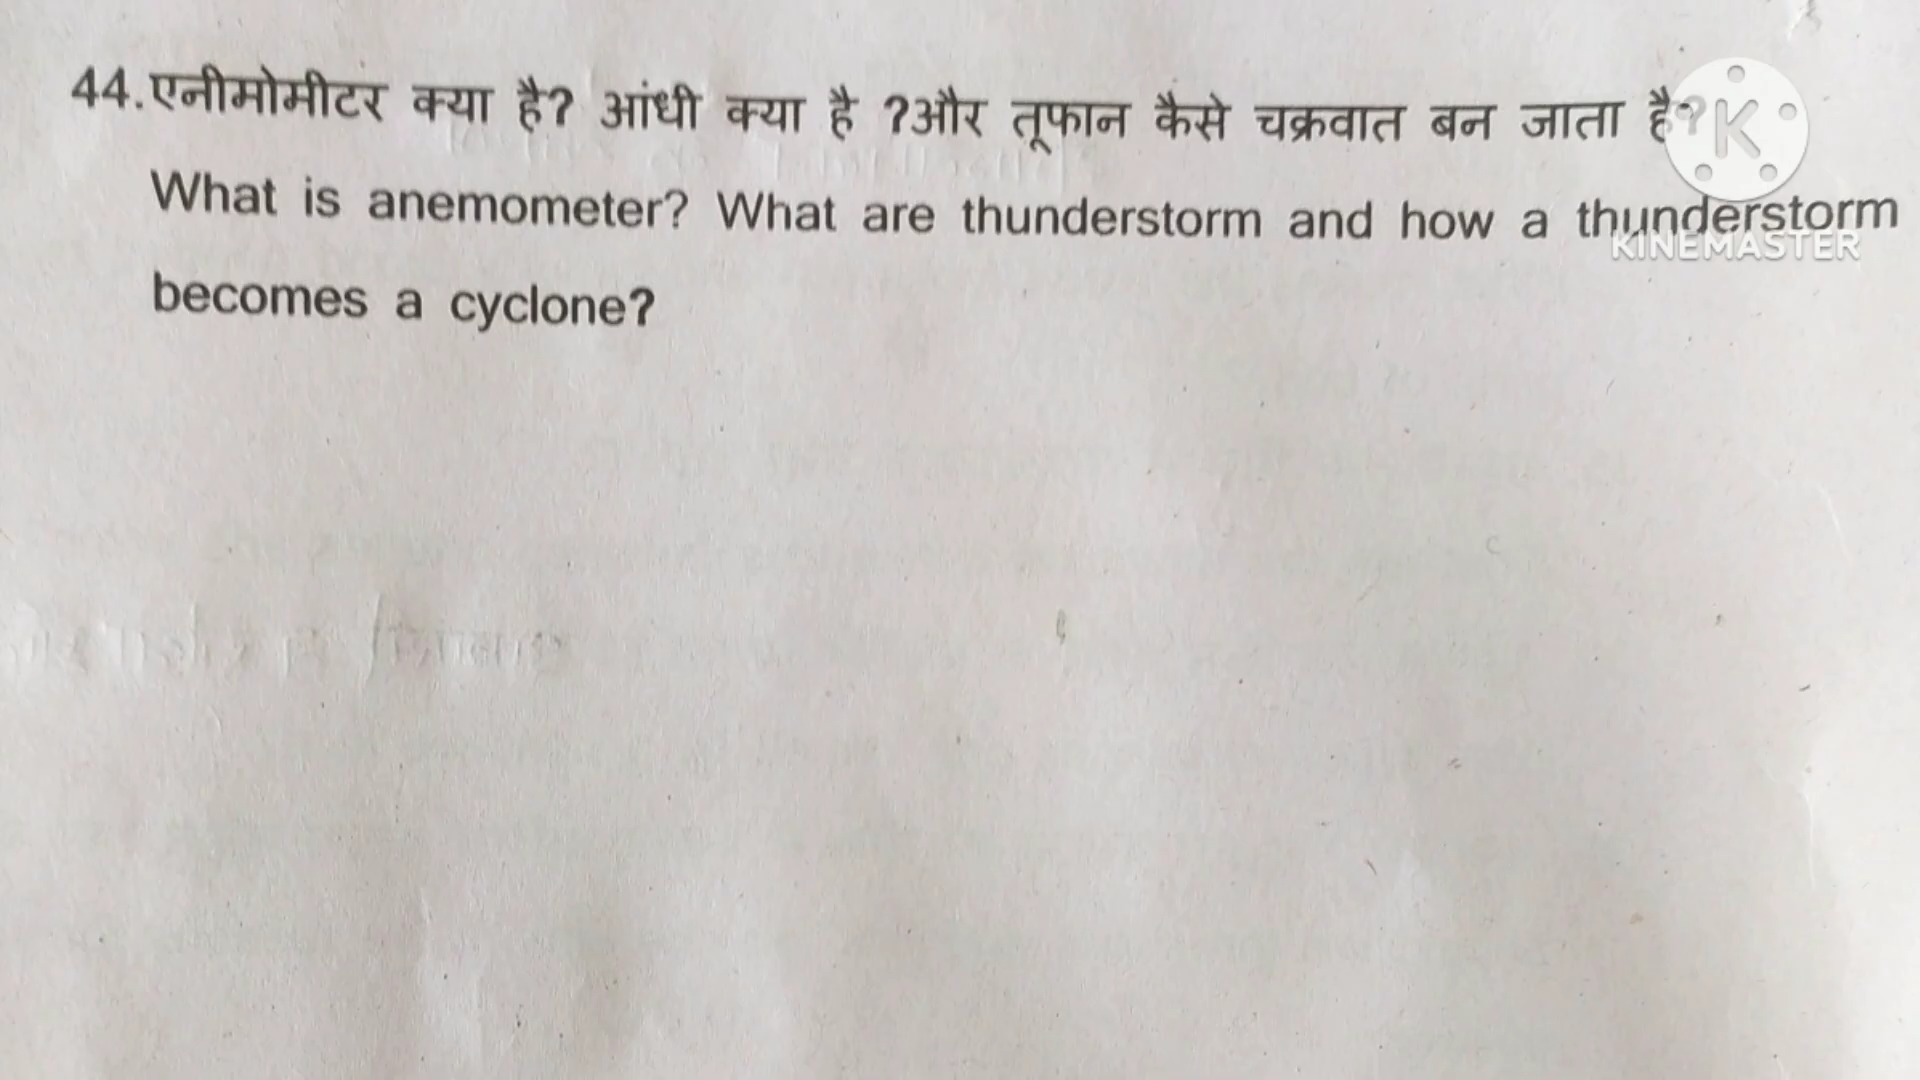 44.एनीमोमीटर क्या है? आंधी क्या है ?और तूफान कैसे चक्रवात बन जाता है?
What is anemometer? What are thunderstorm and how a thunderstorm
becomes a cyclone?
KINEMASTER